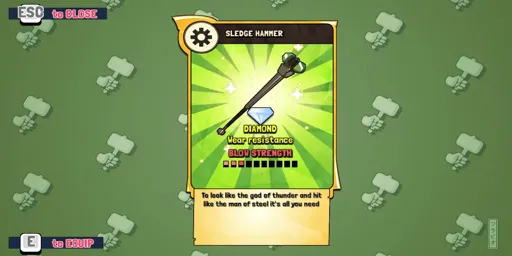 ESC to BLOSE
SLEDGE HAMMER
DIAMOND
Wear resistance
BLOW STRENGTH
To look like the god of thunder and hit
like the man of steel it's all you need
E to EQUIP